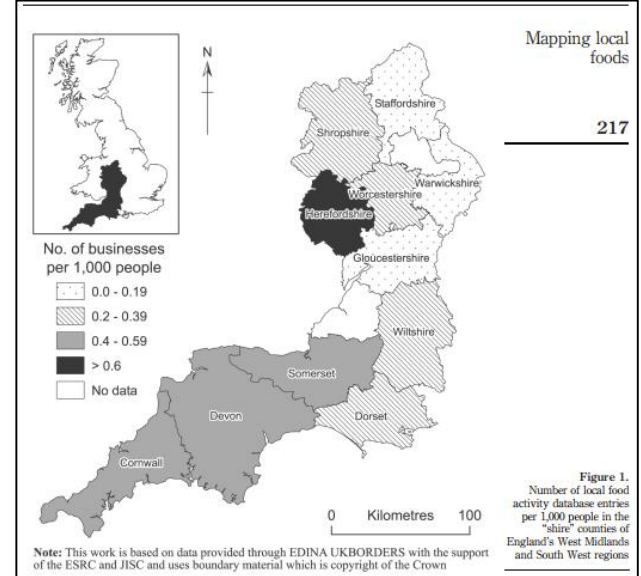 Mapping local
foods
217
N
Staffordshire
Shropshire
Warwickshire
Worcestershire
Herefordshire
Gloucestershire
No. of businesses
per 1,000 people
0.0 - 0.19
0.2 - 0.39
0.4 - 0.59
> 0.6
No data
Wiltshire
Somerset
Devon
Dorset
Cornwall
0 Kilometres 100
Figure 1.
Number of local food
activity database entries
per 1,000 people in the
"shire" counties of
England's West Midlands
and South West regions
Note: This work is based on data provided through EDINA UKBORDERS with the support
of the ESRC and JISC and uses boundary material which is copyright of the Crown